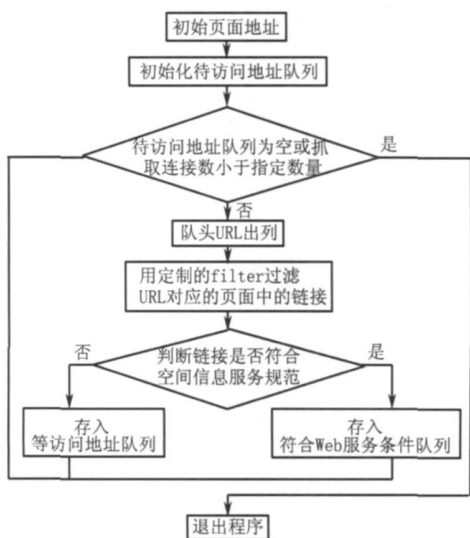 初始页面地址
初始化待访问地址队列
待访问地址队列为空或抓
取连接数小于指定数量
是
否
队头URL出列
用定制的filter过滤
URL对应的页面中的链接
否
判断链接是否符合
空间信息服务规范
是
存入
等访问地址队列
存入
符合Web服务条件队列
退出程序